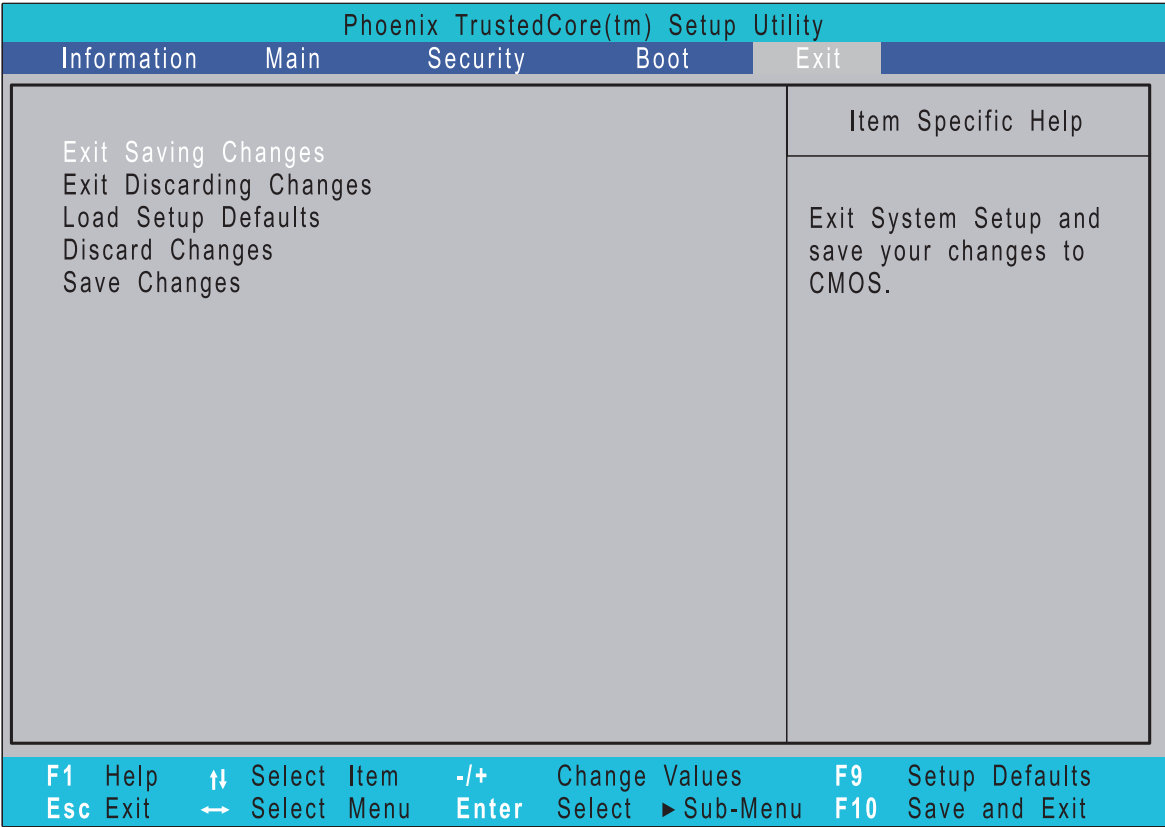 Phoenix TrustedCore(tm) Setup Utility
Information Main Security Boot Exit
Exit Saving Changes
Exit Discarding Changes
Load Setup Defaults
Discard Changes
Save Changes
Item Specific Help
Exit System Setup and
save your changes to
CMOS.
F1 Help ↑↓ Select Item -/+ Change Values F9 Setup Defaults
Esc Exit ↔ Select Menu Enter Select ▶ Sub-Menu F10 Save and Exit